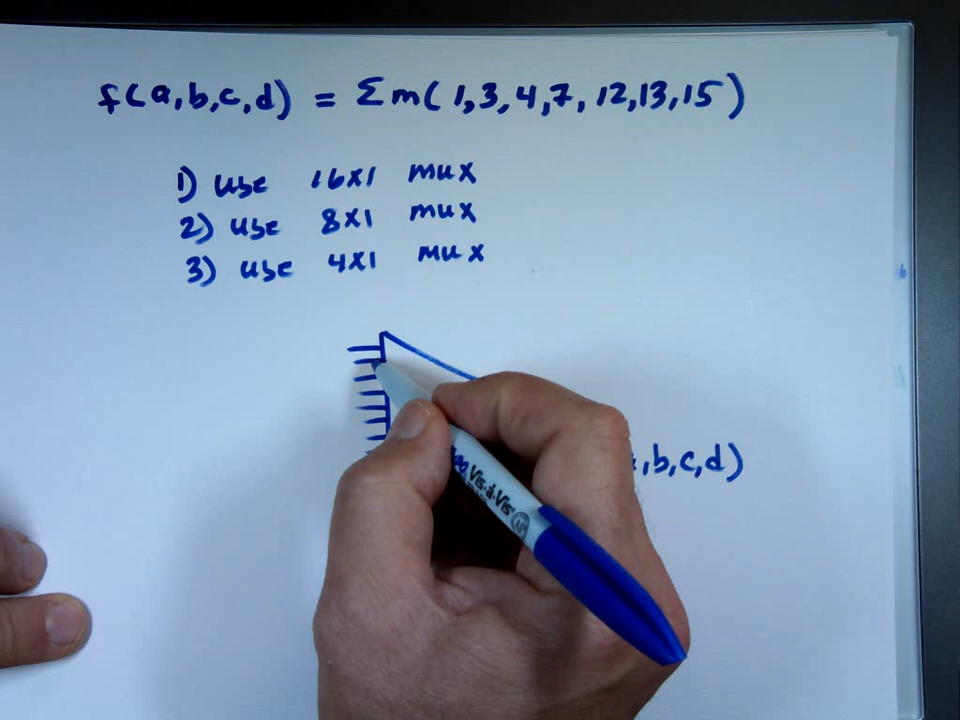 f(a,b,c,d) = Σm(1,3,4,7,12,13,15)
1) use 16x1 mux
2) use 8x1 mux
3) use 4x1 mux
,b,c,d)
Vis-à-Vis
AP